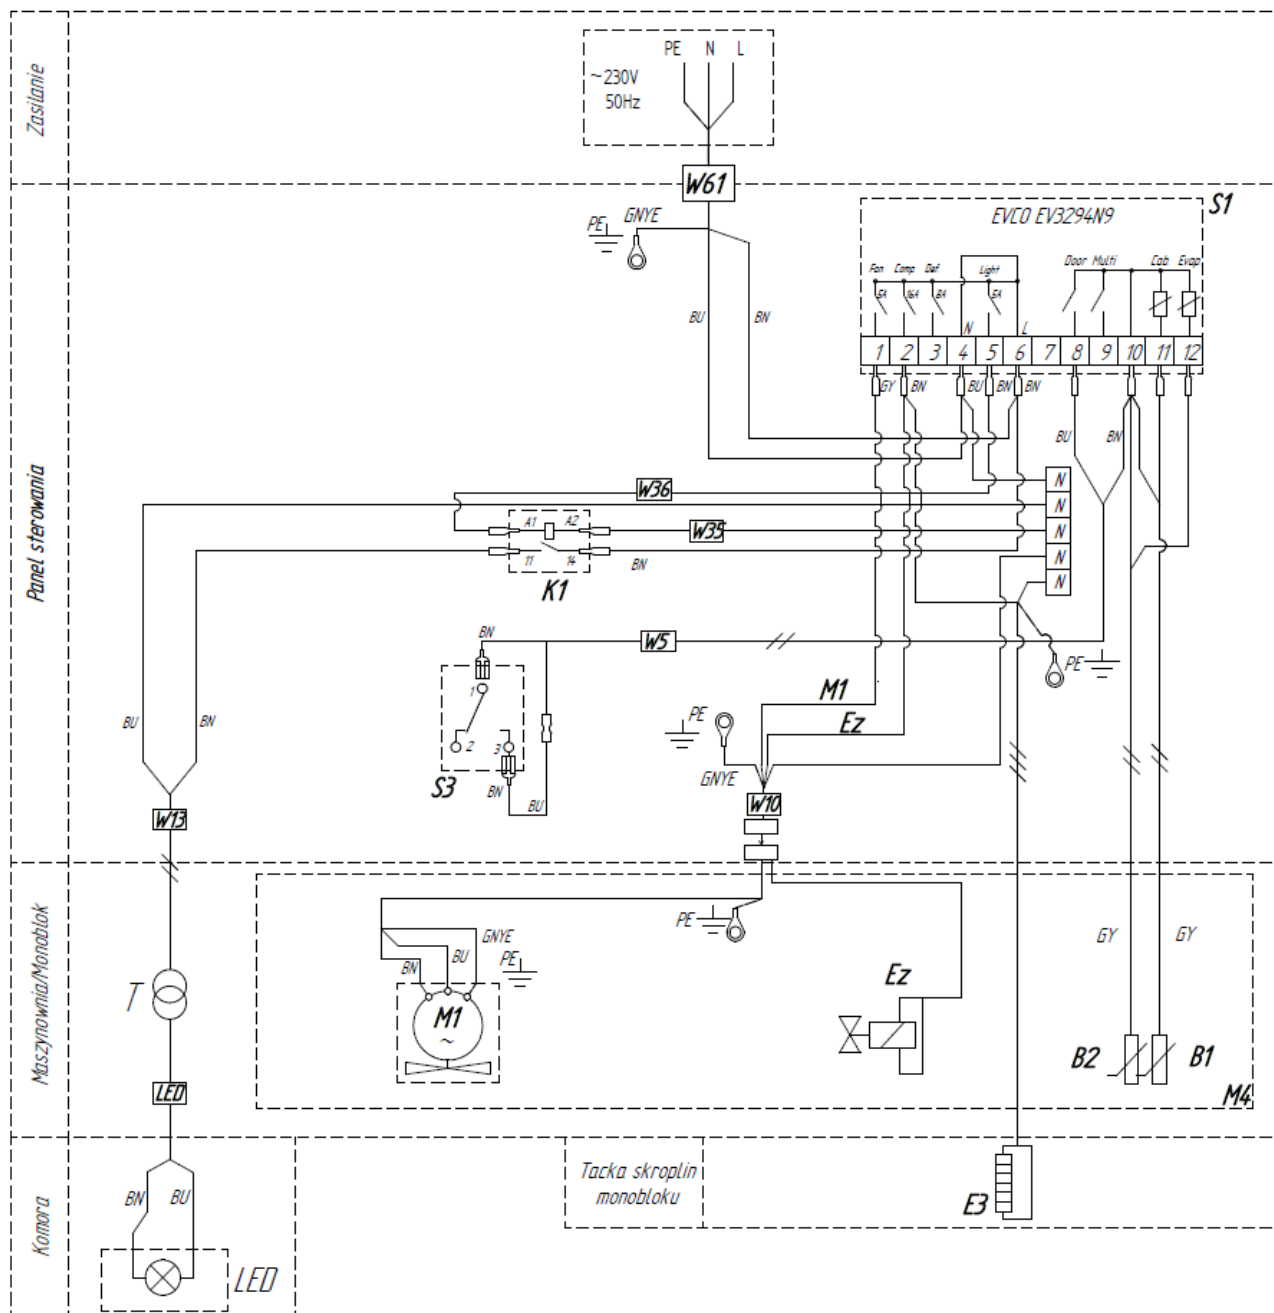 Zasilanie
PE N L
~230V
50Hz
W61
PE
GNYE
BU
BN
S1
EVCO EV3294N9
Fan Comp Def. Light Door Multi Cab. Evap
5A 16A 8A 5A
N L
1 2 3 4 5 6 7 8 9 10 11 12
GY BN BU BN BN
BU BN
Panel sterowania
W36
N
N
N
N
N
A1 A2
W35
11 14
BN
K1
BN
W5
1
2 3
S3
BN
BU
M1
Ez
PE
GNYE
PE
BU
BN
W13
W10
Maszynownia/Monoblok
PE
GNYE
BU
BN
PE
M1
~
Ez
GY GY
B2
B1
M4
T
LED
Komora
BN BU
LED
Tacka skroplin
monobloku
E3